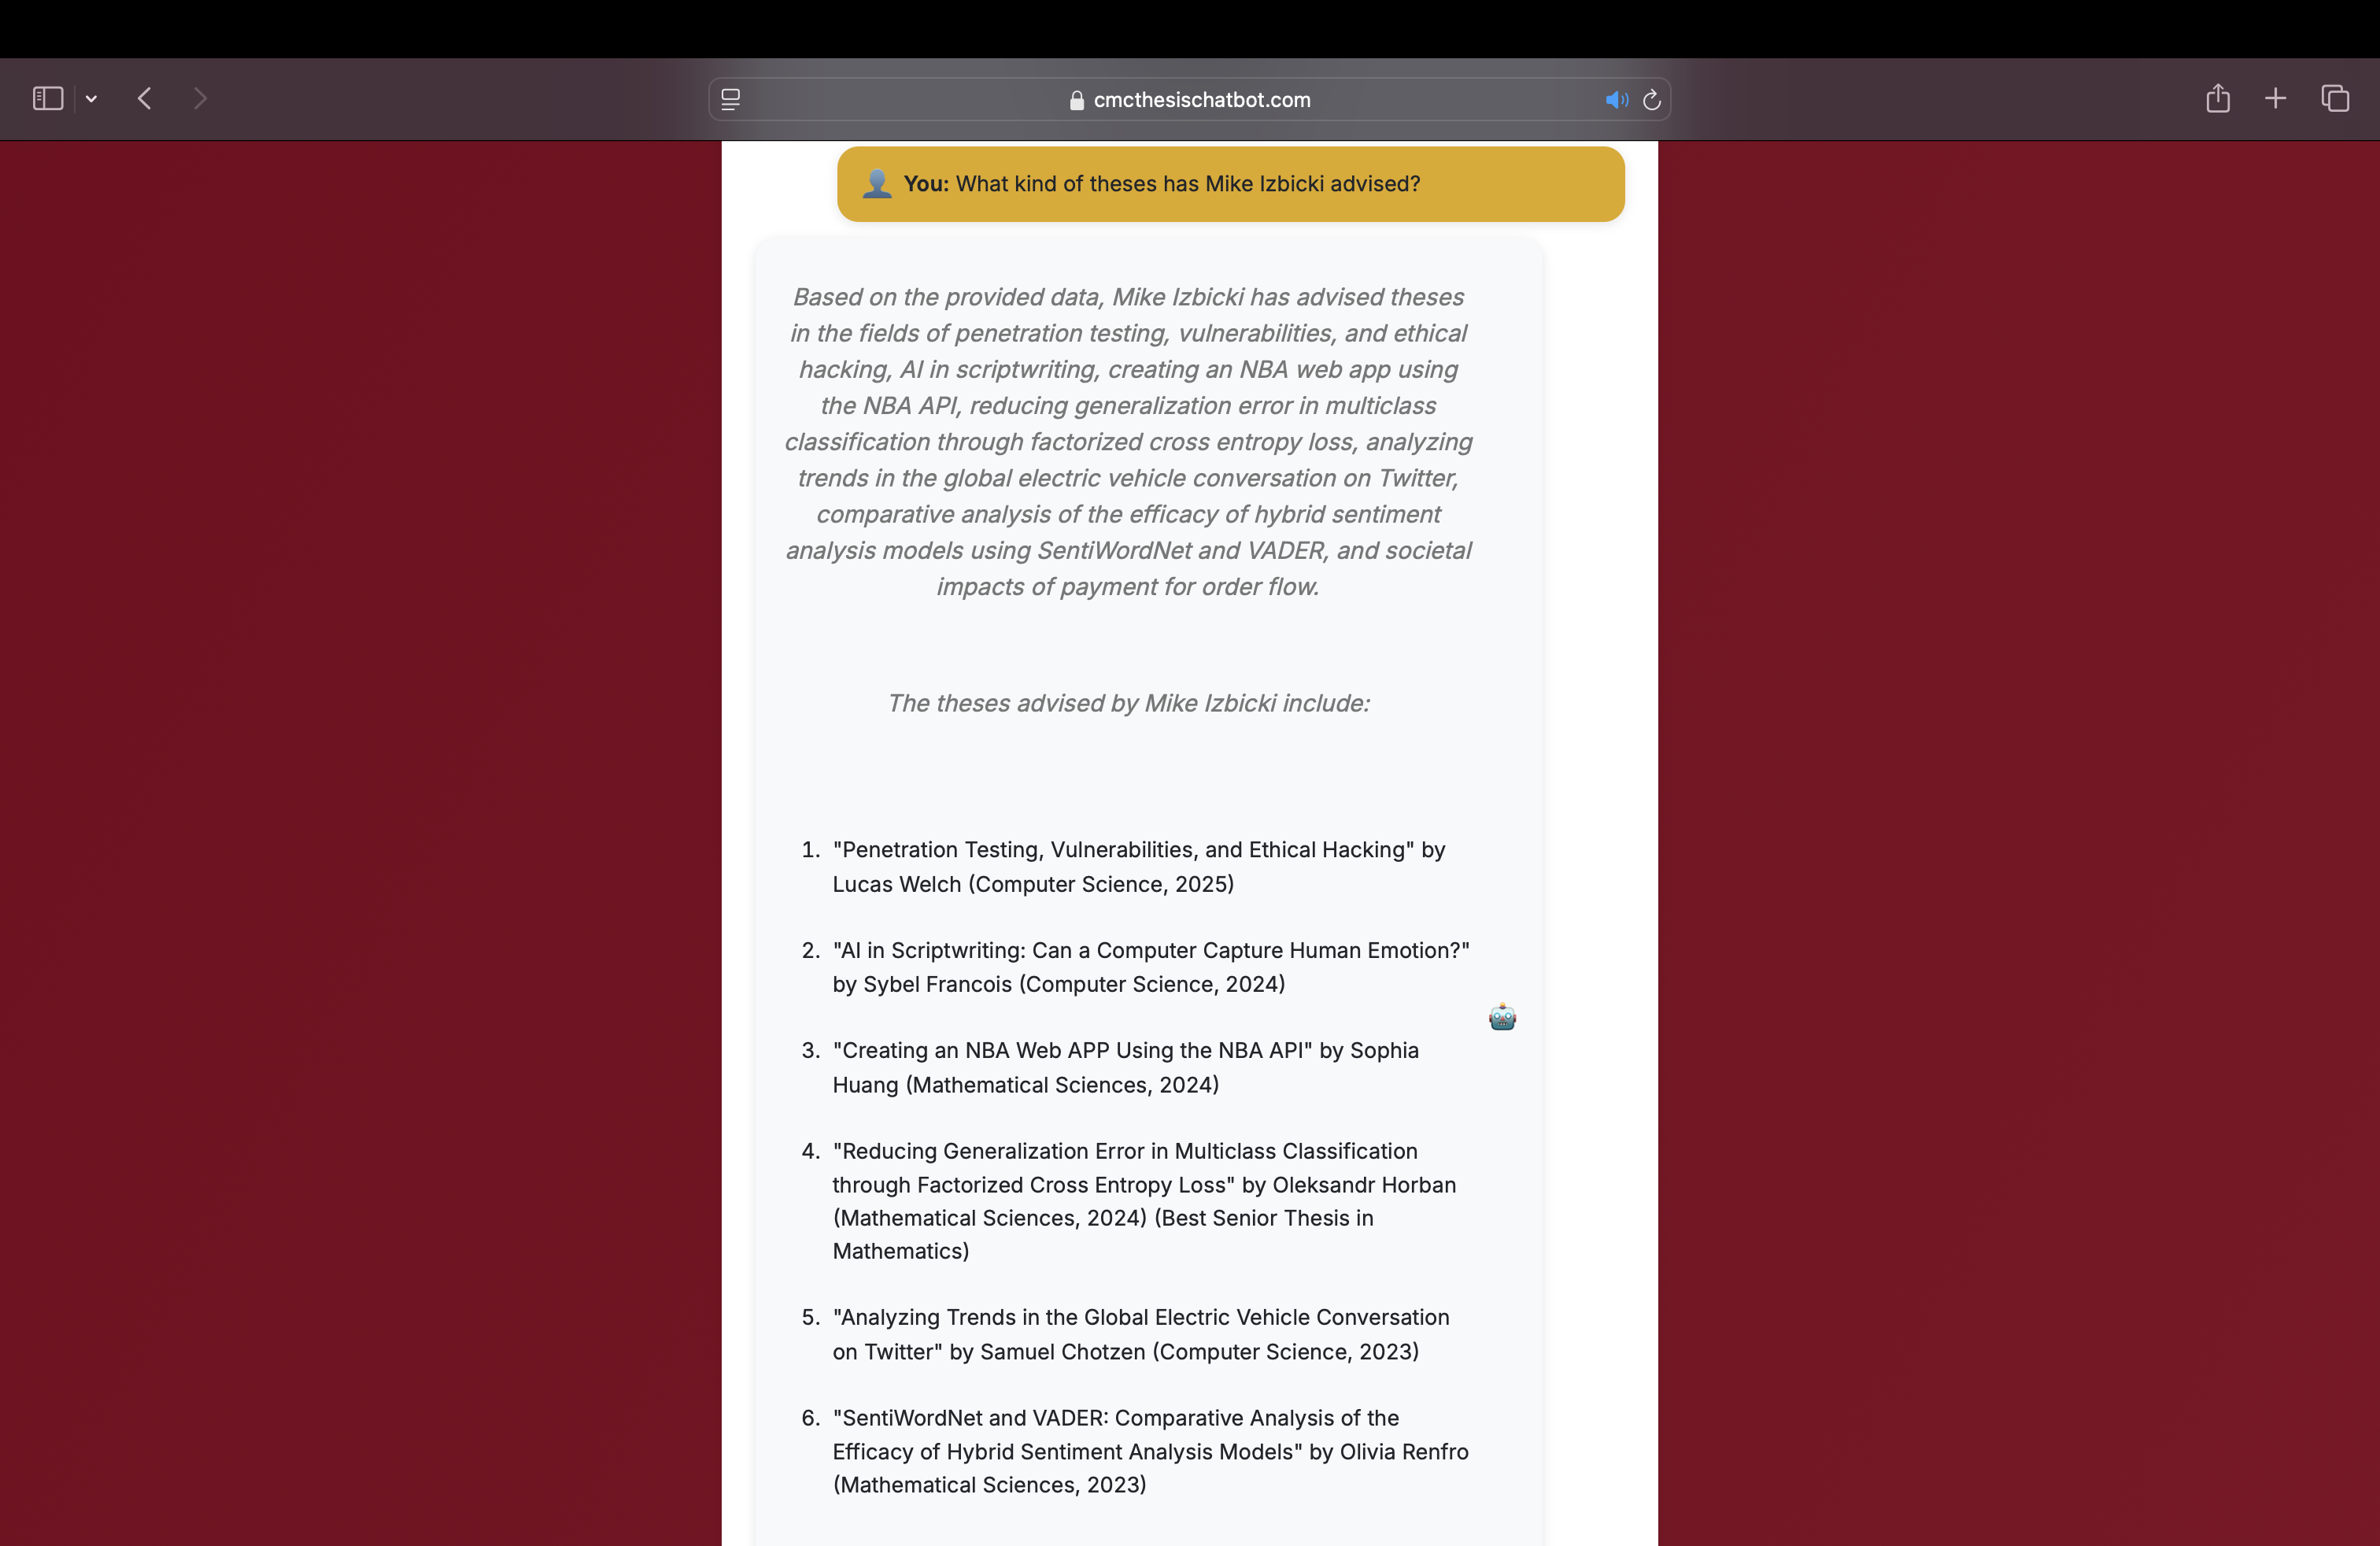 cmcthesischatbot.com
You: What kind of theses has Mike Izbicki advised?
Based on the provided data, Mike Izbicki has advised theses
in the fields of penetration testing, vulnerabilities, and ethical
hacking, AI in scriptwriting, creating an NBA web app using
the NBA API, reducing generalization error in multiclass
classification through factorized cross entropy loss, analyzing
trends in the global electric vehicle conversation on Twitter,
comparative analysis of the efficacy of hybrid sentiment
analysis models using SentiWordNet and VADER, and societal
impacts of payment for order flow.
The theses advised by Mike Izbicki include:
1. "Penetration Testing, Vulnerabilities, and Ethical Hacking" by
Lucas Welch (Computer Science, 2025)
2. "AI in Scriptwriting: Can a Computer Capture Human Emotion?"
by Sybel Francois (Computer Science, 2024)
3. "Creating an NBA Web APP Using the NBA API" by Sophia
Huang (Mathematical Sciences, 2024)
4. "Reducing Generalization Error in Multiclass Classification
through Factorized Cross Entropy Loss" by Oleksandr Horban
(Mathematical Sciences, 2024) (Best Senior Thesis in
Mathematics)
5. "Analyzing Trends in the Global Electric Vehicle Conversation
on Twitter" by Samuel Chotzen (Computer Science, 2023)
6. "SentiWordNet and VADER: Comparative Analysis of the
Efficacy of Hybrid Sentiment Analysis Models" by Olivia Renfro
(Mathematical Sciences, 2023)